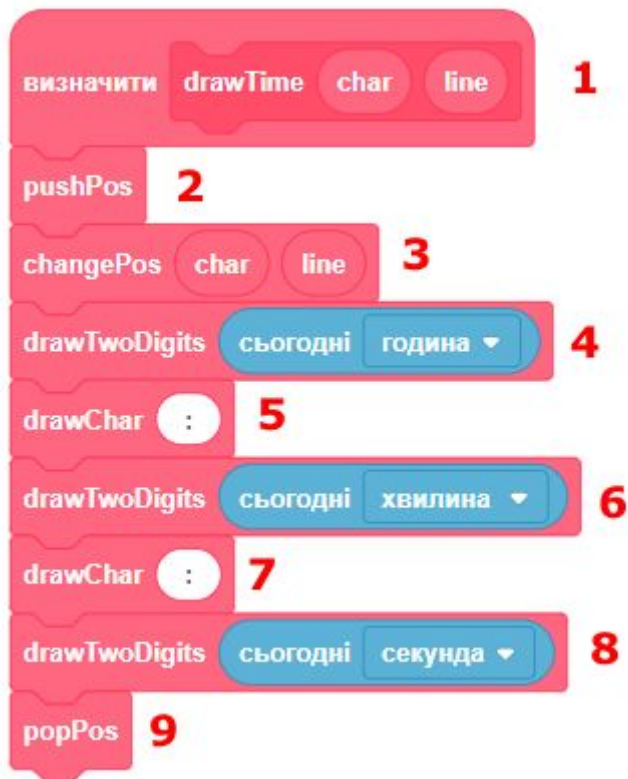 визначити drawTime char line 1
pushPos 2
changePos char line 3
drawTwoDigits сьогодні година 4
drawChar : 5
drawTwoDigits сьогодні хвилина 6
drawChar : 7
drawTwoDigits сьогодні секунда 8
popPos 9